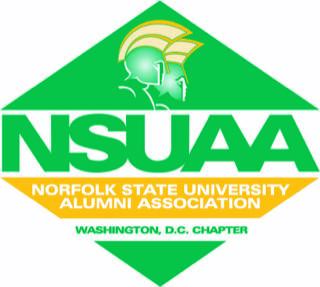 NSUAA
NORFOLK STATE UNIVERSITY
ALUMNI ASSOCIATION
WASHINGTON, D.C. CHAPTER